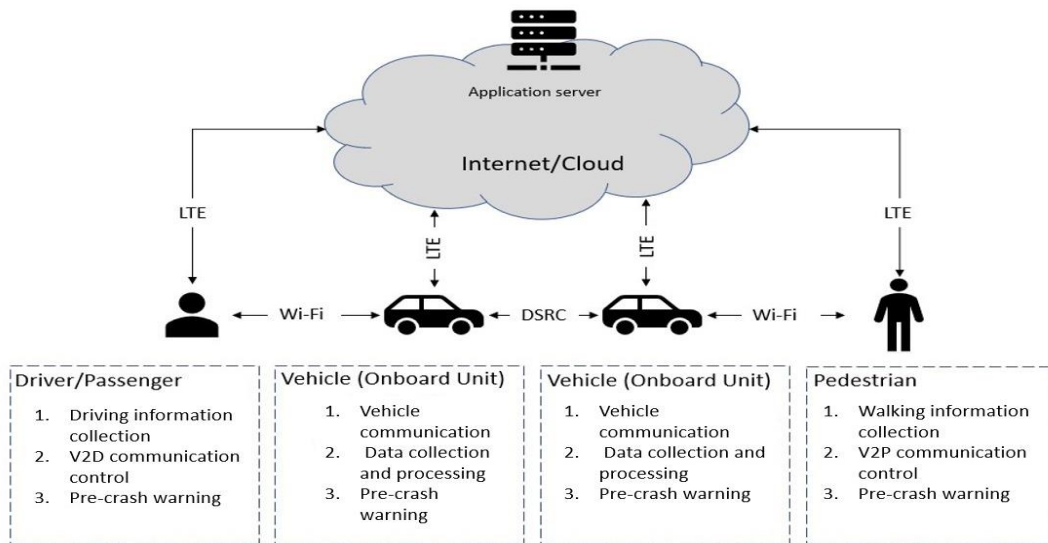 Application server
Internet/Cloud
LTE
LTE
LTE
LTE
Wi-Fi
DSRC
Wi-Fi
Driver/Passenger
1. Driving information
collection
2. V2D communication
control
3. Pre-crash warning
Vehicle (Onboard Unit)
1. Vehicle
communication
2. Data collection
and processing
3. Pre-crash
warning
Vehicle (Onboard Unit)
1. Vehicle
communication
2. Data collection and
processing
3. Pre-crash warning
Pedestrian
1. Walking information
collection
2. V2P communication
control
3. Pre-crash warning